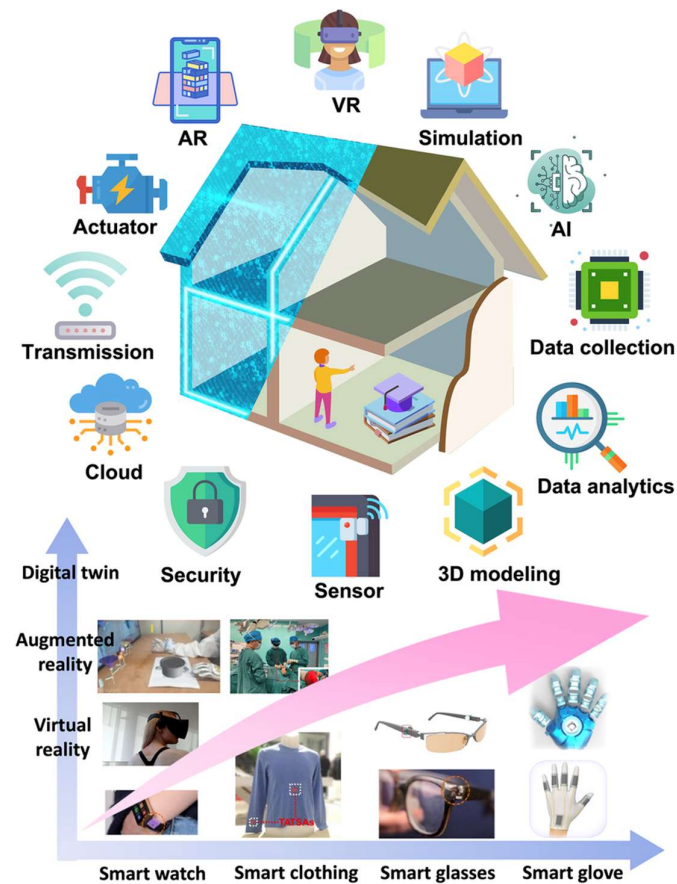 VR
AR
Simulation
Actuator
AI
Transmission
Data collection
Cloud
Data analytics
Security
Sensor
3D modeling
Digital twin
Augmented
reality
Virtual
reality
TATSAs
Smart watch
Smart clothing
Smart glasses
Smart glove